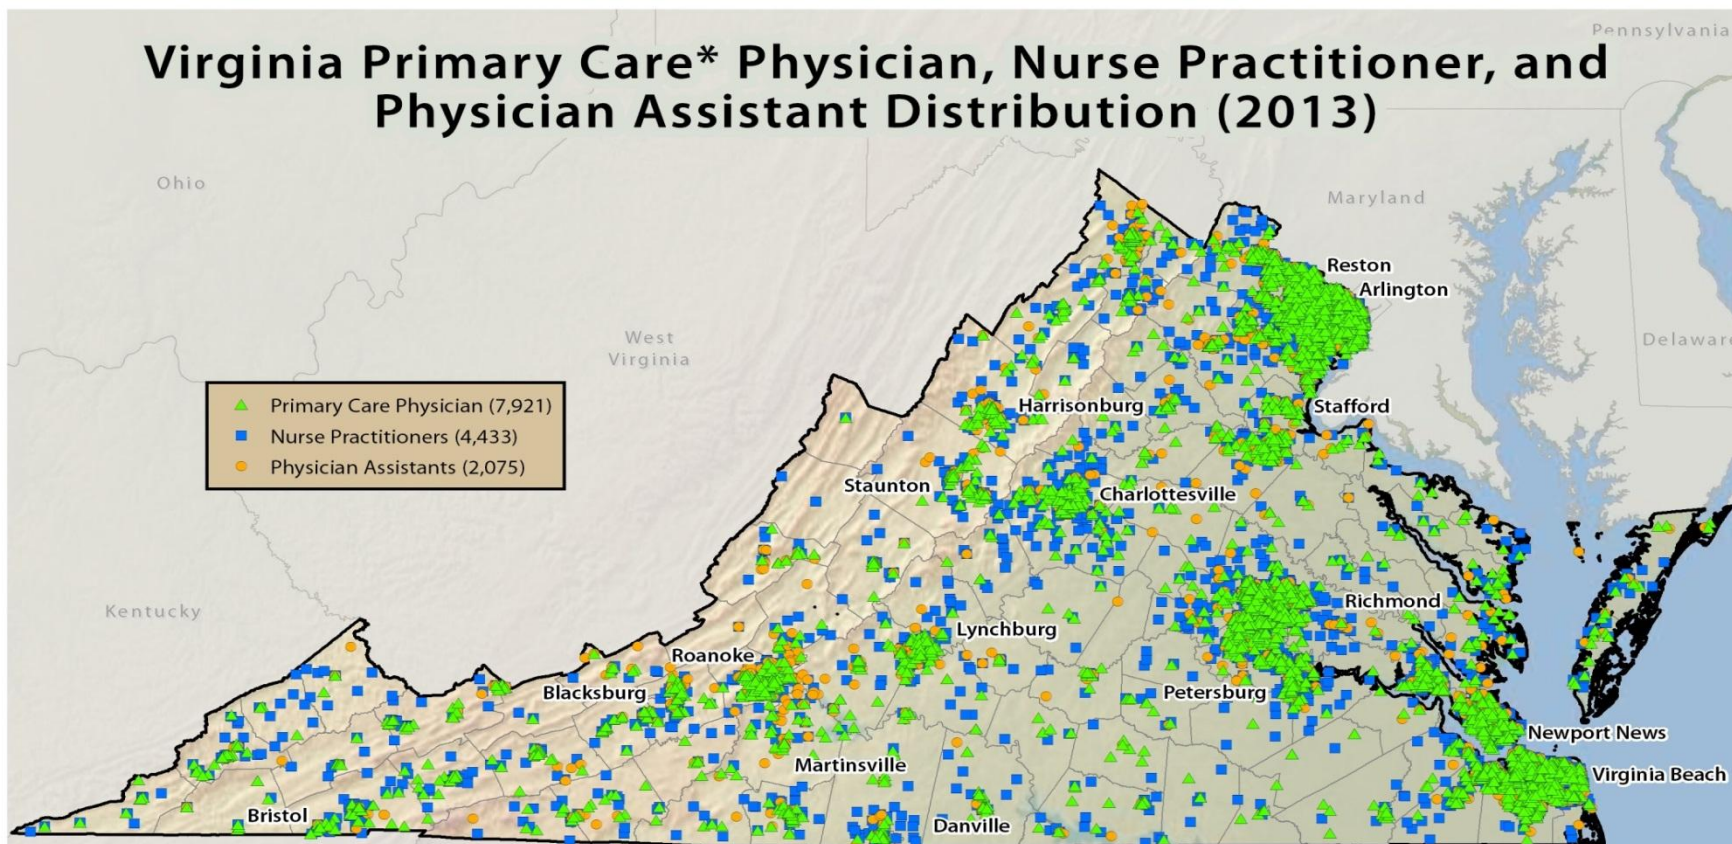 Virginia Primary Care* Physician, Nurse Practitioner, and
Physician Assistant Distribution (2013)
Pennsylvania
Ohio
Maryland
Reston
Arlington
West
Virginia
Delaware
Primary Care Physician (7,921)
Nurse Practitioners (4,433)
Physician Assistants (2,075)
Harrisonburg
Stafford
Staunton
Charlottesville
Kentucky
Richmond
Lynchburg
Roanoke
Blacksburg
Petersburg
Newport News
Martinsville
Virginia Beach
Bristol
Danville